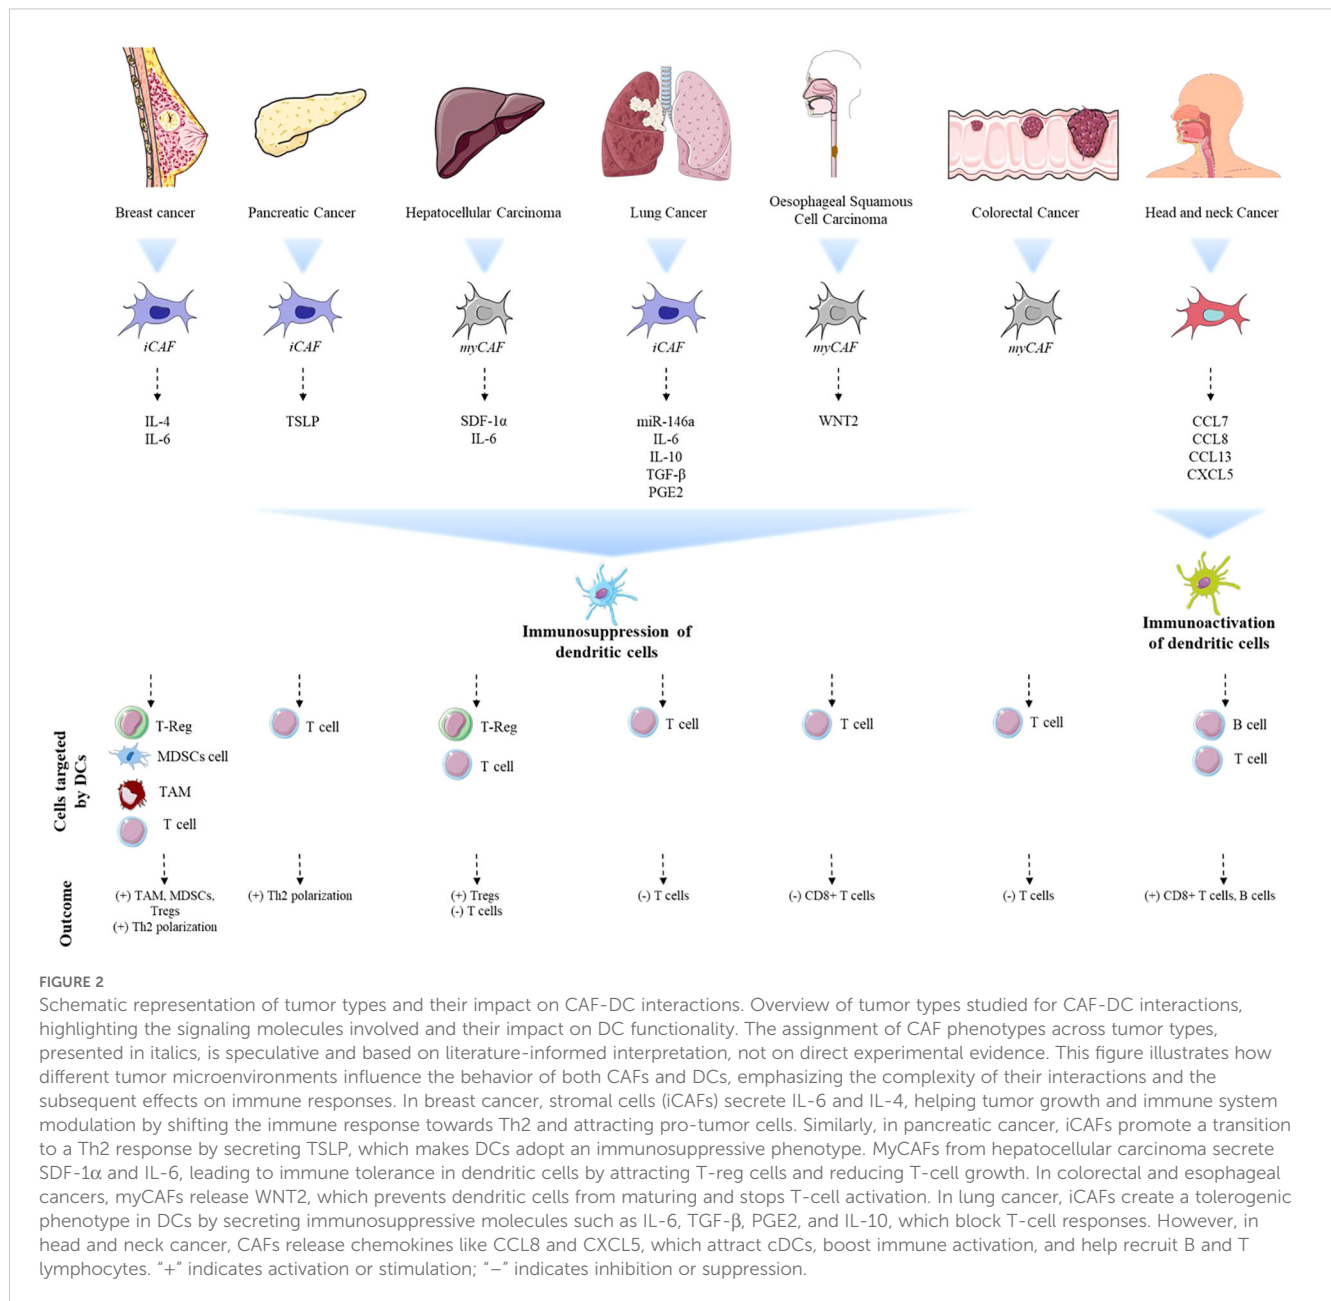 Breast cancer
Pancreatic Cancer
Hepatocellular Carcinoma
Lung Cancer
Oesophageal Squamous
Cell Carcinoma
Colorectal Cancer
Head and neck Cancer
iCAF
iCAF
myCAF
iCAF
myCAF
myCAF
IL-4
IL-6
TSLP
SDF-1α
IL-6
miR-146a
IL-6
IL-10
TGF-β
PGE2
WNT2
CCL7
CCL8
CCL13
CXCL5
Immunosuppression of
dendritic cells
Immunoactivation
of dendritic cells
Cells targeted
by DCs
T-Reg
MDSCs cell
TAM
T cell
T cell
T-Reg
T cell
T cell
T cell
T cell
B cell
T cell
Outcome
(+) TAM, MDSCs,
Tregs
(+) Th2 polarization
(+) Th2 polarization
(+) Tregs
(-) T cells
(-) T cells
(-) CD8+ T cells
(-) T cells
(+) CD8+ T cells, B cells
FIGURE 2
Schematic representation of tumor types and their impact on CAF-DC interactions. Overview of tumor types studied for CAF-DC interactions,
highlighting the signaling molecules involved and their impact on DC functionality. The assignment of CAF phenotypes across tumor types,
presented in italics, is speculative and based on literature-informed interpretation, not on direct experimental evidence. This figure illustrates how
different tumor microenvironments influence the behavior of both CAFs and DCs, emphasizing the complexity of their interactions and the
subsequent effects on immune responses. In breast cancer, stromal cells (iCAFs) secrete IL-6 and IL-4, helping tumor growth and immune system
modulation by shifting the immune response towards Th2 and attracting pro-tumor cells. Similarly, in pancreatic cancer, iCAFs promote a transition
to a Th2 response by secreting TSLP, which makes DCs adopt an immunosuppressive phenotype. MyCAFs from hepatocellular carcinoma secrete
SDF-1α and IL-6, leading to immune tolerance in dendritic cells by attracting T-reg cells and reducing T-cell growth. In colorectal and esophageal
cancers, myCAFs release WNT2, which prevents dendritic cells from maturing and stops T-cell activation. In lung cancer, iCAFs create a tolerogenic
phenotype in DCs by secreting immunosuppressive molecules such as IL-6, TGF-β, PGE2, and IL-10, which block T-cell responses. However, in
head and neck cancer, CAFs release chemokines like CCL8 and CXCL5, which attract cDCs, boost immune activation, and help recruit B and T
lymphocytes. “+” indicates activation or stimulation; “−” indicates inhibition or suppression.